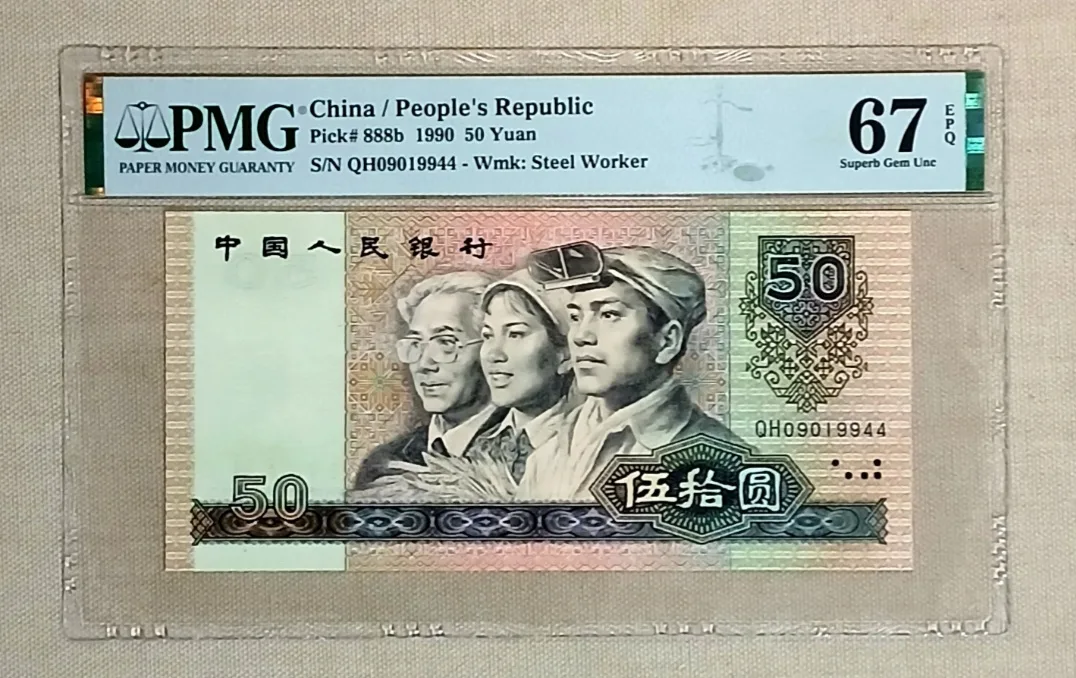 PMG
PAPER MONEY GUARANTY
China / People's Republic
Pick# 888b 1990 50 Yuan
S/N QH09019944 - Wmk: Steel Worker
67
EPQ
Superb Gem Unc
中国人民银行
50
QH09019944
50
伍拾圆